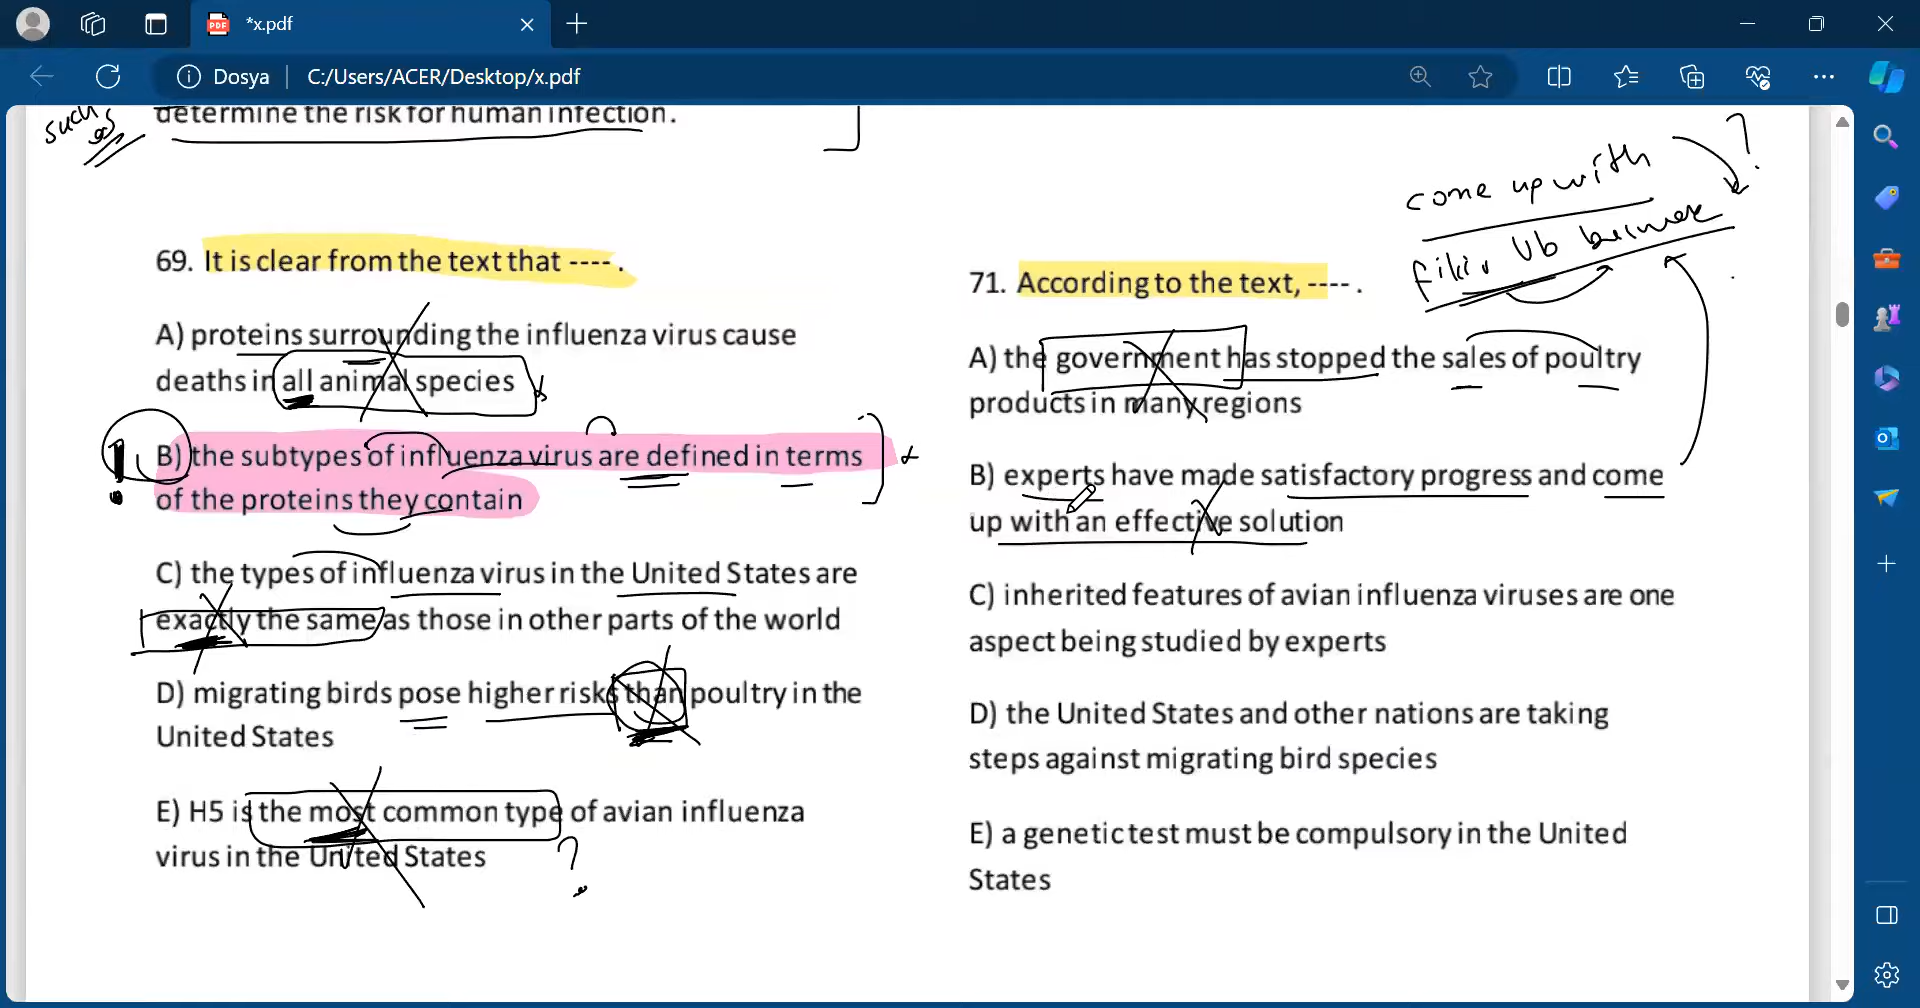 *x.pdf
Dosya
C:/Users/ACER/Desktop/x.pdf
such as
determine the risk for human infection.
69. It is clear from the text that ---- .
A) proteins surrounding the influenza virus cause
deaths in all animal species
B) the subtypes of influenza virus are defined in terms
of the proteins they contain
C) the types of influenza virus in the United States are
exactly the same as those in other parts of the world
D) migrating birds pose higher risks than poultry in the
United States
E) H5 is the most common type of avian influenza
virus in the United States
?
come up with
?
fikir vb bulmak
71. According to the text, ---- .
A) the government has stopped the sales of poultry
products in many regions
B) experts have made satisfactory progress and come
up with an effective solution
C) inherited features of avian influenza viruses are one
aspect being studied by experts
D) the United States and other nations are taking
steps against migrating bird species
E) a genetic test must be compulsory in the United
States